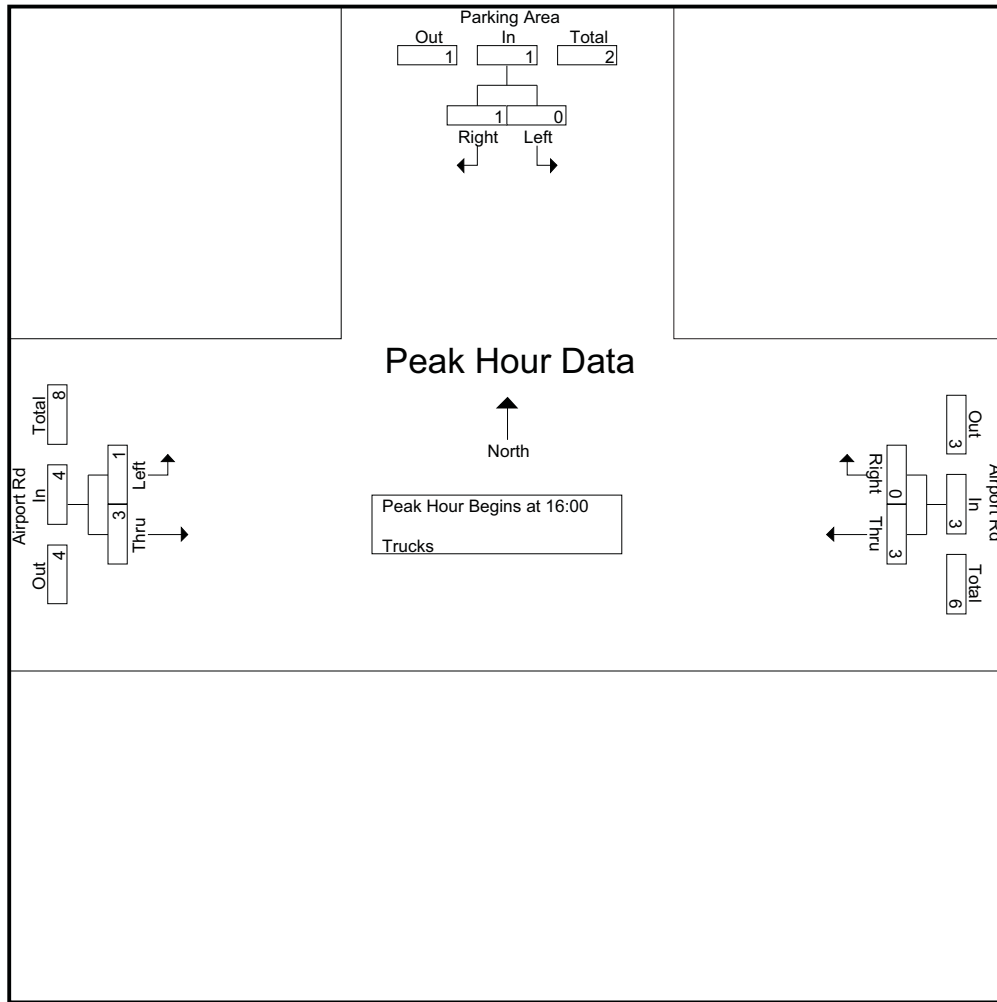 Parking Area
Out In Total
1 1 2
1 0
Right Left
Peak Hour Data
North
Peak Hour Begins at 16:00
Trucks
Airport Rd
Out In Total
4 4 8
3 1
Thru Left
Airport Rd
Out In Total
3 3 6
0 3
Right Thru